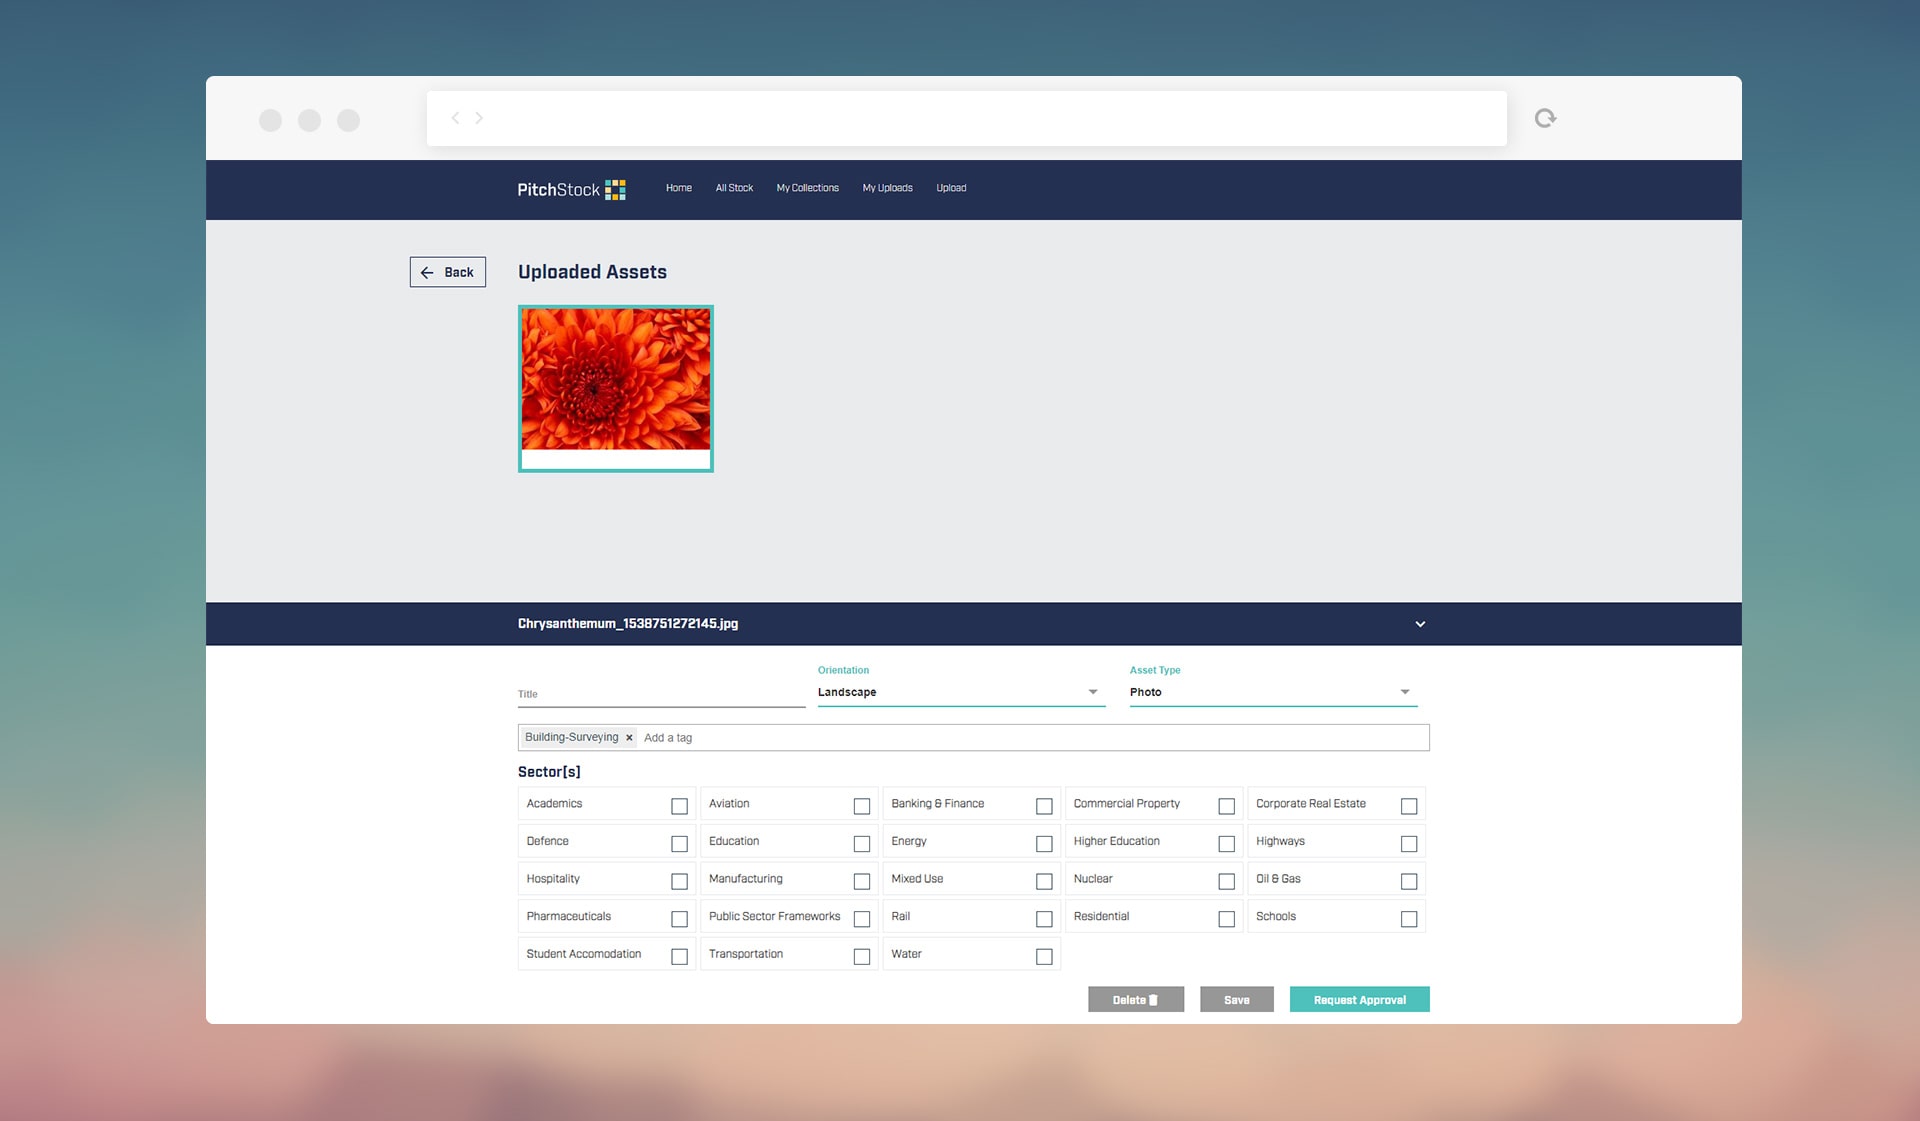 PitchStock Home All Stock My Collections My Uploads Upload
Back Uploaded Assets
Chrysanthemum_1538751272145.jpg
Orientation Asset Type
Title Landscape Photo
Building-Surveying × Add a tag
Sector[s]
Academics Aviation Banking & Finance Commercial Property Corporate Real Estate
Defence Education Energy Higher Education Highways
Hospitality Manufacturing Mixed Use Nuclear Oil & Gas
Pharmaceuticals Public Sector Frameworks Rail Residential Schools
Student Accomodation Transportation Water
Delete Save Request Approval